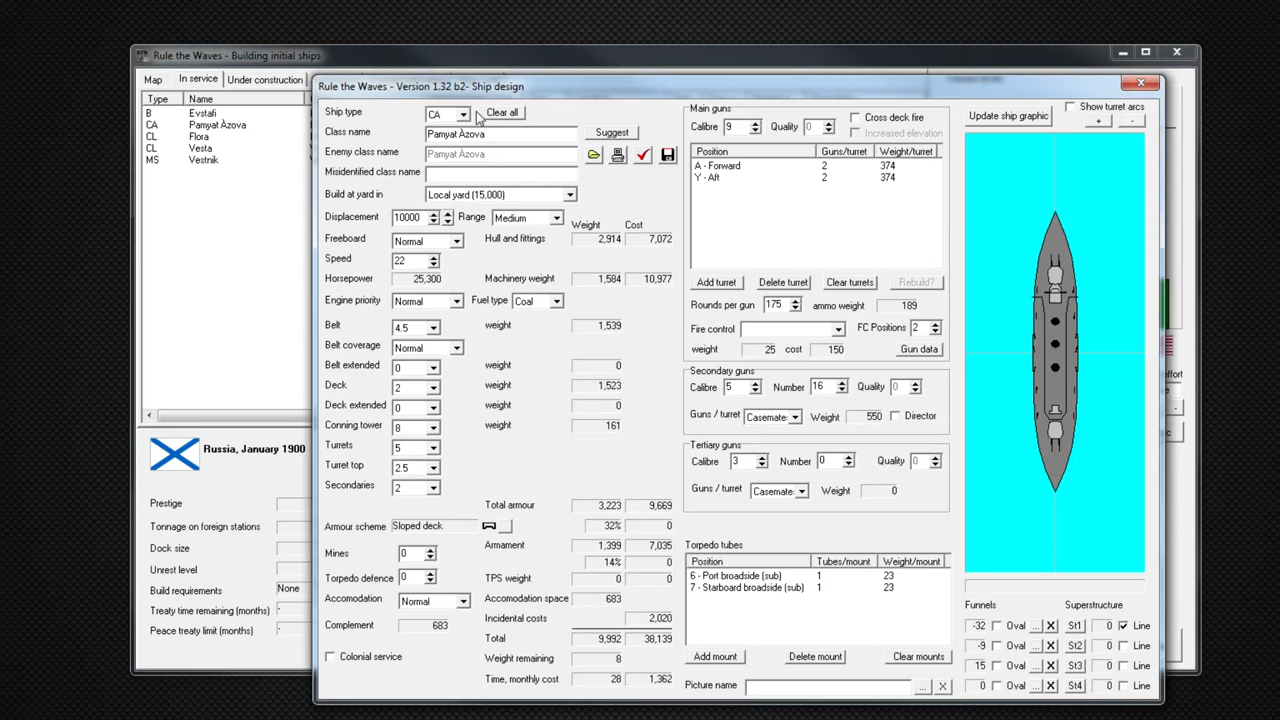 Rule the Waves - Building initial ships
Map In service Under construction
Type Name
B Evstafi
CA Pamyat Àzova
CL Flora
CL Vesta
MS Vestnik
Russia, January 1900
Prestige
Tonnage on foreign stations
Dock size
Unrest level
Build requirements None
Treaty time remaining (months) -
Peace treaty limit (months) -
Rule the Waves - Version 1.32 b2- Ship design
Ship type CA Clear all
Class name Pamyat Àzova Suggest
Enemy class name Pamyat Àzova
Misidentified class name
Build at yard in Local yard (15,000)
Displacement 10000 Range Medium
Weight Cost
Freeboard Normal Hull and fittings 2,914 7,072
Speed 22
Horsepower 25,300 Machinery weight 1,584 10,977
Engine priority Normal Fuel type Coal
Belt 4.5 weight 1,539
Belt coverage Normal
Belt extended 0 weight 0
Deck 2 weight 1,523
Deck extended 0 weight 0
Conning tower 8 weight 161
Turrets 5
Turret top 2.5
Secondaries 2
Total armour 3,223 9,669
Armour scheme Sloped deck 32% 0
Mines 0 Armament 1,399 7,035
14% 0
Torpedo defence 0 TPS weight 0 0
Accomodation Normal Accomodation space 683
Incidental costs 2,020
Complement 683
Total 9,992 38,139
Colonial service Weight remaining 8
Time, monthly cost 28 1,362
Main guns
Calibre 9 Quality 0 Cross deck fire
Increased elevation
Position Guns/turret Weight/turret
A - Forward 2 374
Y - Aft 2 374
Add turret Delete turret Clear turrets Rebuild?
Rounds per gun 175 ammo weight 189
Fire control FC Positions 2
weight 25 cost 150 Gun data
Secondary guns
Calibre 5 Number 16 Quality 0
Guns / turret Casemate: Weight 550 Director
Tertiary guns
Calibre 3 Number 0 Quality 0
Guns / turret Casemate: Weight 0
Torpedo tubes
Position Tubes/mount Weight/mount
6 - Port broadside (sub) 1 23
7 - Starboard broadside (sub) 1 23
Add mount Delete mount Clear mounts
Picture name ... X
Update ship graphic Show turret arcs
+ -
Funnels Superstructure
-32 Oval ... X St1 0 Line
-9 Oval ... X St2 0 Line
15 Oval ... X St3 0 Line
0 Oval ... X St4 0 Line